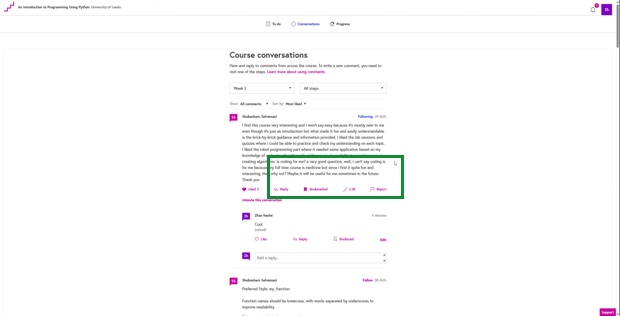 An Introduction to Programming Using Python University of Leeds
To do
Conversations
Progress
Course conversations
View and reply to comments from across the course. To write a new comment, you need to
visit one of the steps. Learn more about using comments.
Week 3
All steps
Show All comments
Sort by Most liked
Shubasharn Selvamani
Following
I find this course very interesting and I won't say easy because it's mostly new to me
even though it's just an introduction but what made it fun and easily understandable
is the brick-by-brick guidance and information provided. I liked the lab sessions and
quizzes where I could be able to practice and check my understanding on each topic.
I liked the robot programming part where it needed some application based on my
knowledge of
creating algorithms. Is coding for me? a very good question, well, I can't say coding is
for me because my full time course is medicine but since I find it quite fun and
interesting, then why not? Maybe it will be useful for me sometimes in the future.
Thank you.
Liked
Reply
Bookmarked
Report
Unmute this conversation
Zhao
5 minutes
Cool
(edited)
Like
Reply
Bookmark
Edit
Add a reply...
Shubasharn Selvamani
Follow
Preferred Style: my_function
Function names should be lowercase, with words separated by underscores to
improve readability.
Support